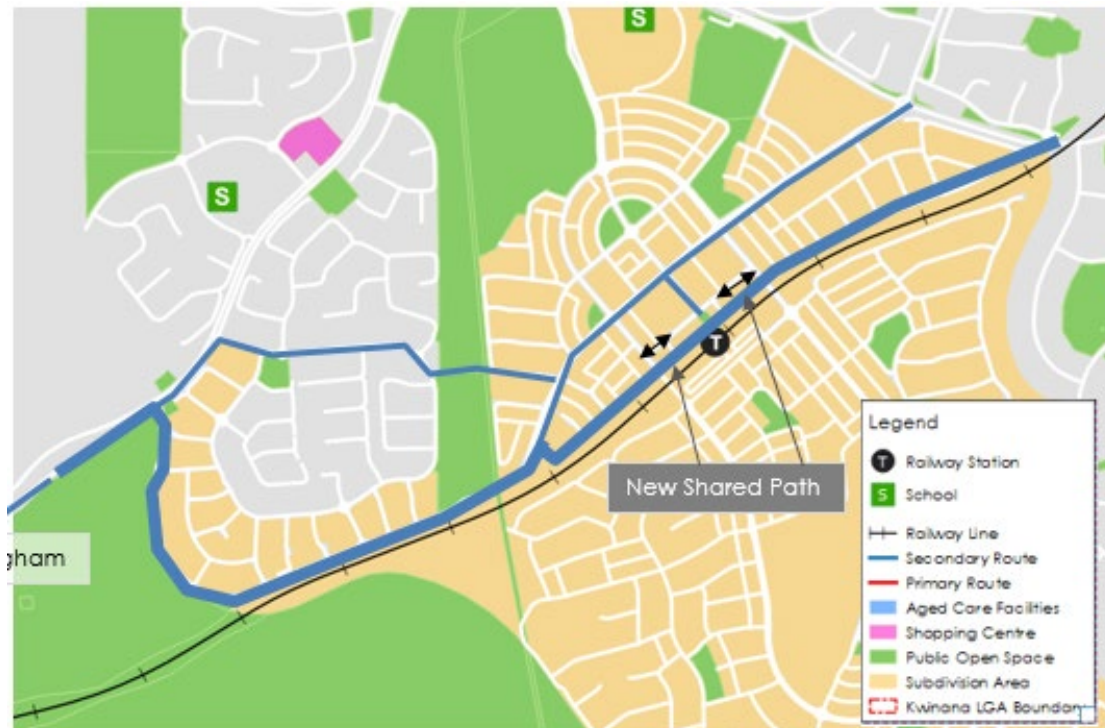 S
S
T
New Shared Path
gham
Legend
T Railway Station
S School
Railway Line
Secondary Route
Primary Route
Aged Care Facilities
Shopping Centre
Public Open Space
Subdivision Area
Kwinana LGA Boundary